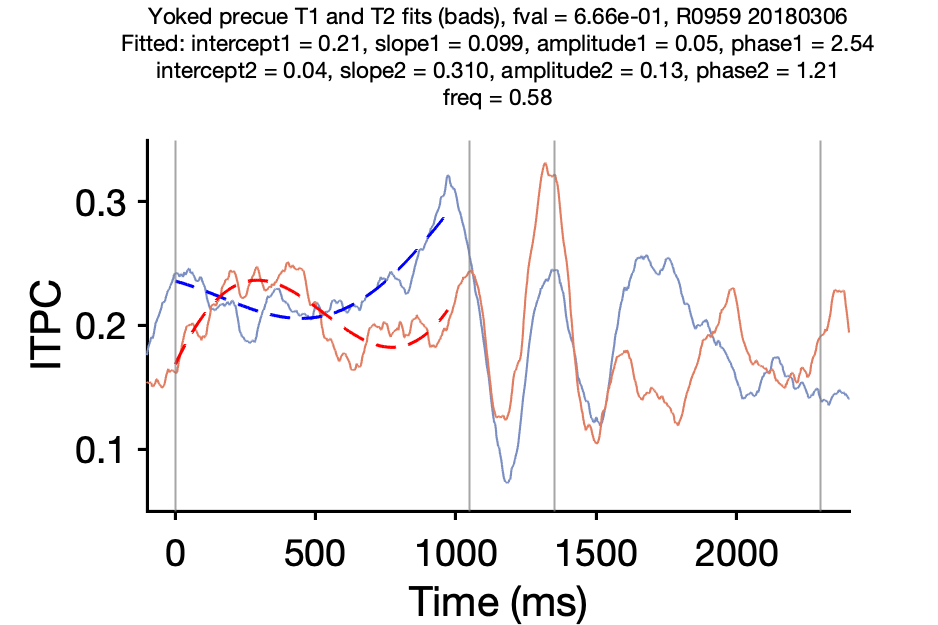 Yoked precue T1 and T2 fits (bads), fval = 6.66e-01, R0959 20180306
Fitted: intercept1 = 0.21, slope1 = 0.099, amplitude1 = 0.05, phase1 = 2.54
intercept2 = 0.04, slope2 = 0.310, amplitude2 = 0.13, phase2 = 1.21
freq = 0.58
0.3
0.2
0.1
ITPC
0 500 1000 1500 2000
Time (ms)